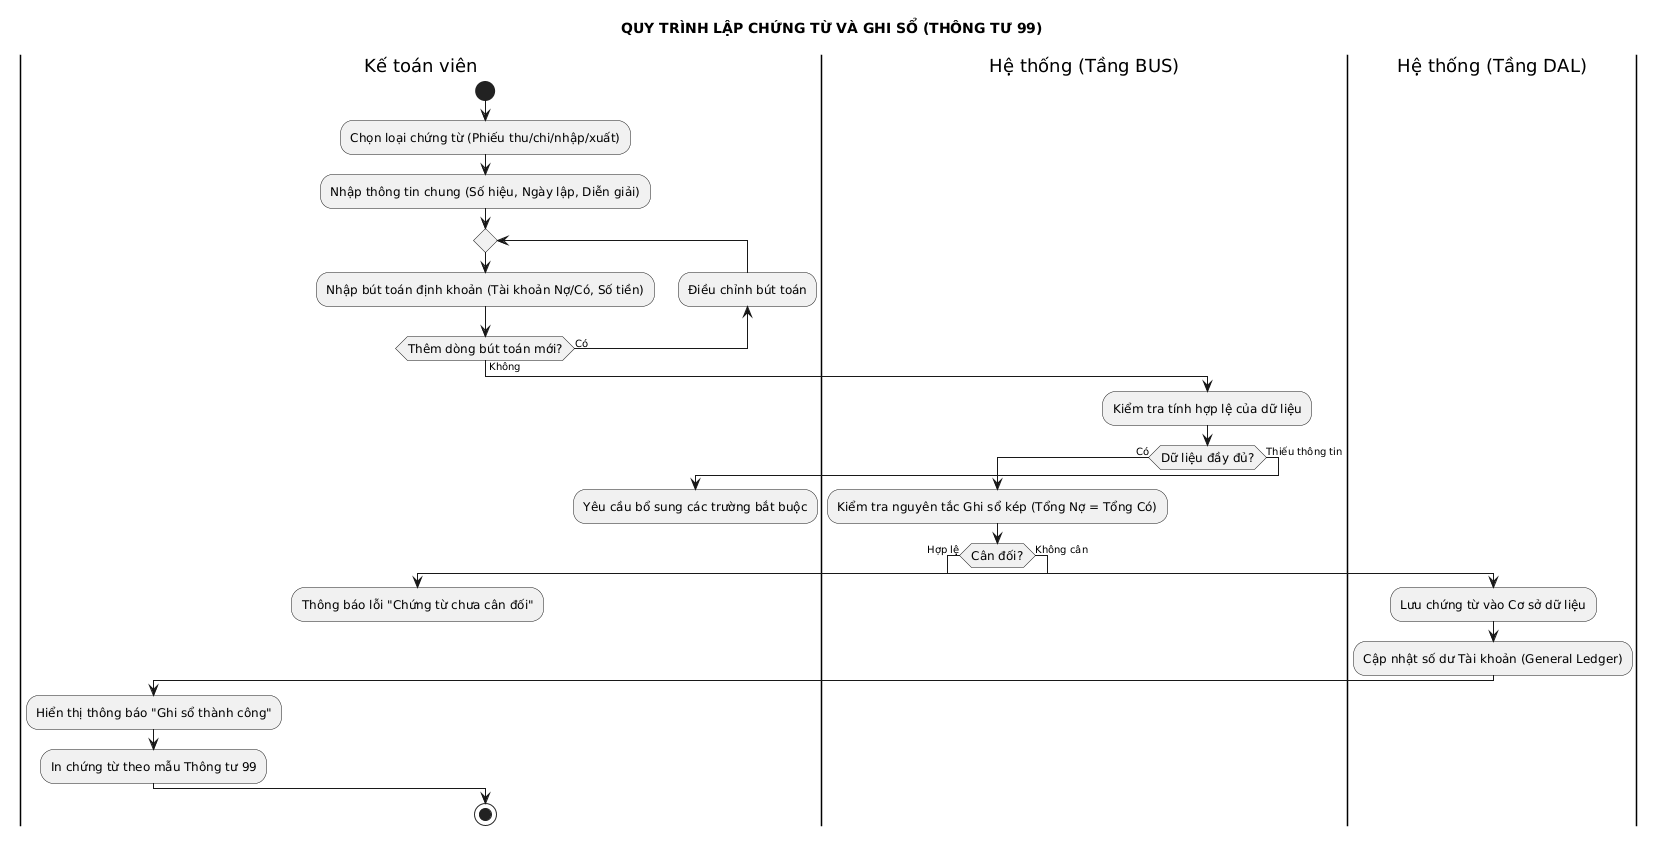 QUY TRÌNH LẬP CHỨNG TỪ VÀ GHI SỔ (THÔNG TƯ 99)
Kế toán viên
Hệ thống (Tầng BUS)
Hệ thống (Tầng DAL)
Chọn loại chứng từ (Phiếu thu/chi/nhập/xuất)
Nhập thông tin chung (Số hiệu, Ngày lập, Diễn giải)
Nhập bút toán định khoản (Tài khoản Nợ/Có, Số tiền)
Điều chỉnh bút toán
Thêm dòng bút toán mới?
Có
Không
Kiểm tra tính hợp lệ của dữ liệu
Có
Dữ liệu đầy đủ?
Thiếu thông tin
Yêu cầu bổ sung các trường bắt buộc
Kiểm tra nguyên tắc Ghi sổ kép (Tổng Nợ = Tổng Có)
Hợp lệ
Cân đối?
Không cân
Thông báo lỗi "Chứng từ chưa cân đối"
Lưu chứng từ vào Cơ sở dữ liệu
Cập nhật số dư Tài khoản (General Ledger)
Hiển thị thông báo "Ghi sổ thành công"
In chứng từ theo mẫu Thông tư 99